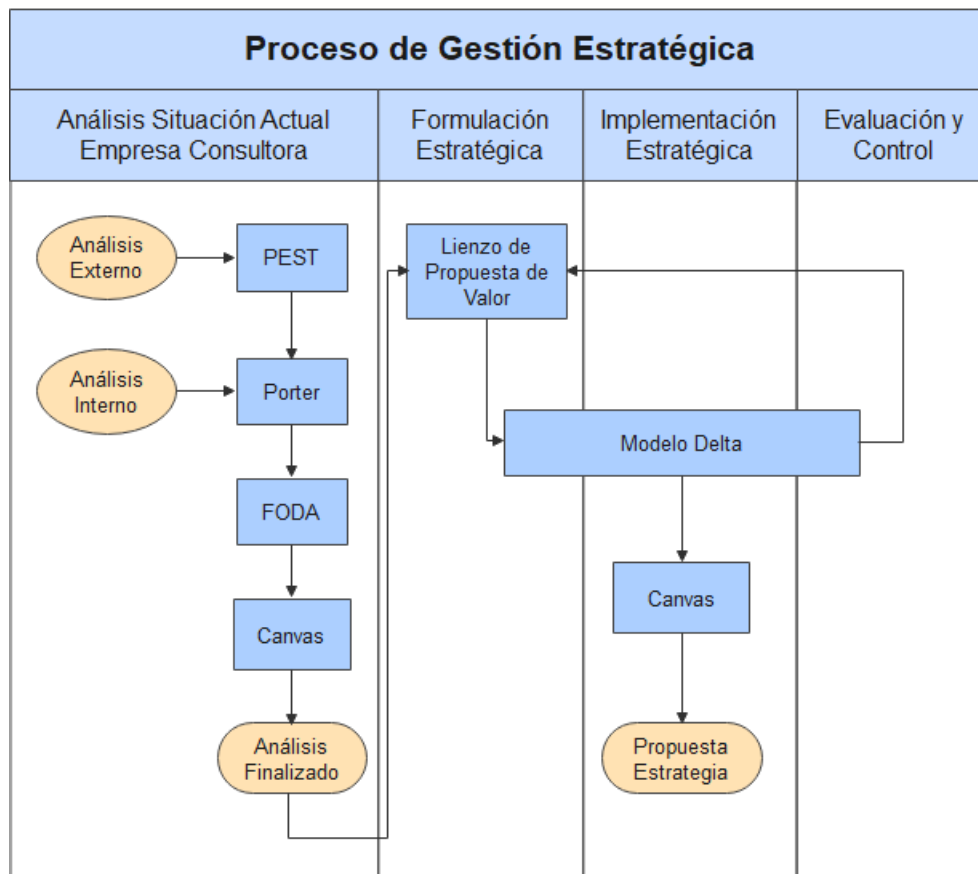 Proceso de Gestión Estratégica
Análisis Situación Actual
Empresa Consultora
Formulación
Estratégica
Implementación
Estratégica
Evaluación y
Control
Análisis
Externo
PEST
Análisis
Interno
Porter
FODA
Canvas
Análisis
Finalizado
Lienzo de
Propuesta de
Valor
Modelo Delta
Canvas
Propuesta
Estrategia